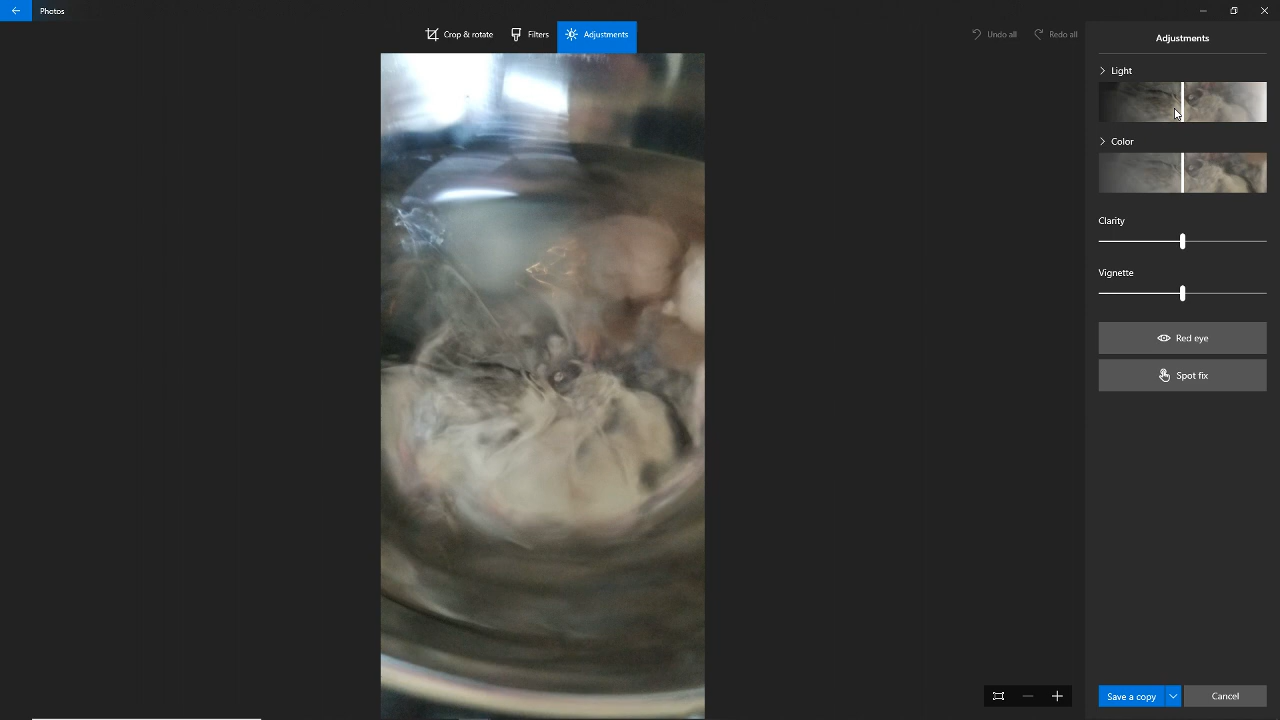 Photos
Crop & rotate
Filters
Adjustments
Undo all
Redo all
Adjustments
Light
Color
Clarity
Vignette
Red eye
Spot fix
Save a copy
Cancel